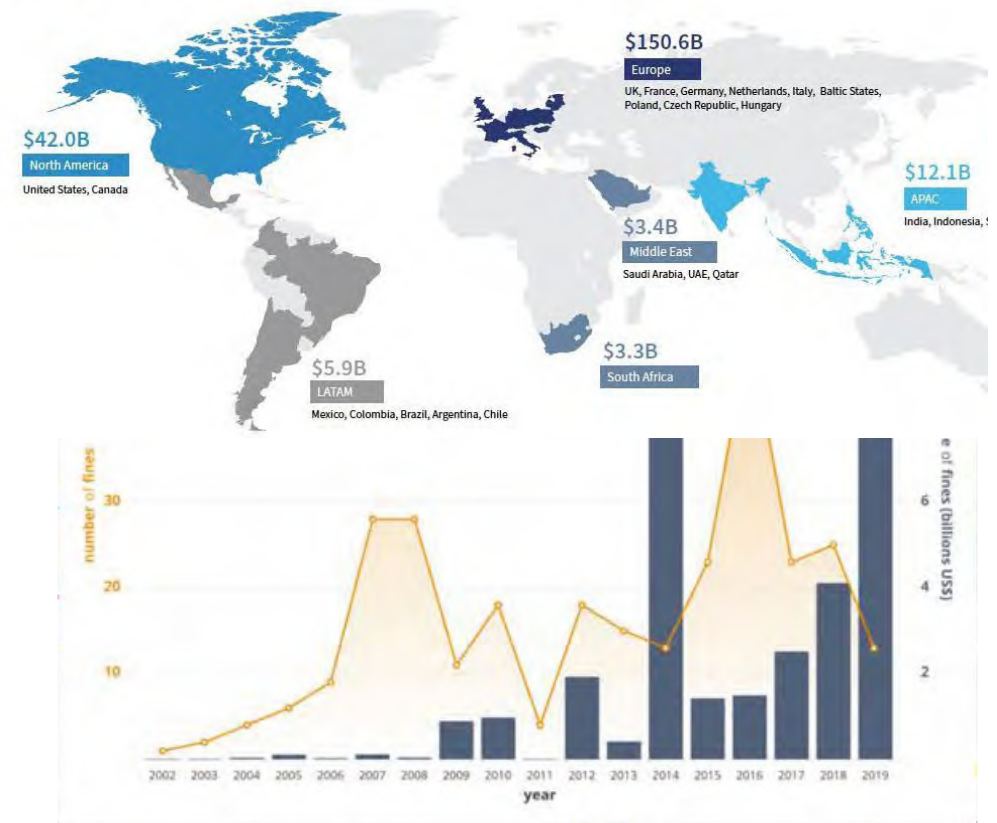 $150.6B
Europe
UK, France, Germany, Netherlands, Italy, Baltic States,
Poland, Czech Republic, Hungary
$42.0B
North America
United States, Canada
$12.1B
APAC
India, Indonesia, S
$3.4B
Middle East
Saudi Arabia, UAE, Qatar
$3.3B
South Africa
$5.9B
LATAM
Mexico, Colombia, Brazil, Argentina, Chile
number of fines
30
20
10
6
4
2
e of fines (billions US$)
2002 2003 2004 2005 2006 2007 2008 2009 2010 2011 2012 2013 2014 2015 2016 2017 2018 2019
year